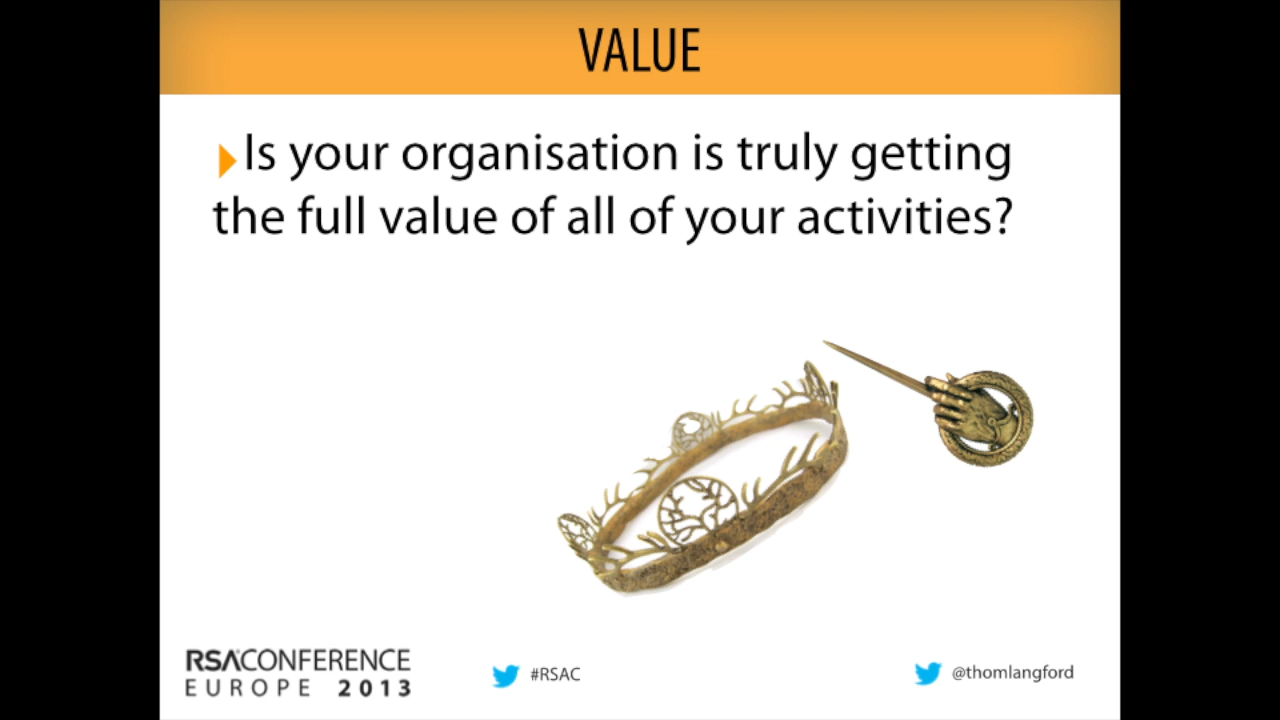 VALUE
Is your organisation is truly getting
the full value of all of your activities?
RSACONFERENCE
EUROPE 2013
#RSAC
@thomlangford